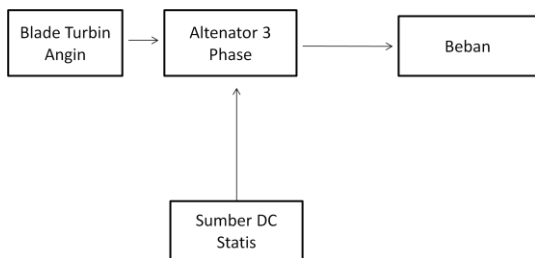 Blade Turbin
Angin
Altenator 3
Phase
Beban
Sumber DC
Statis